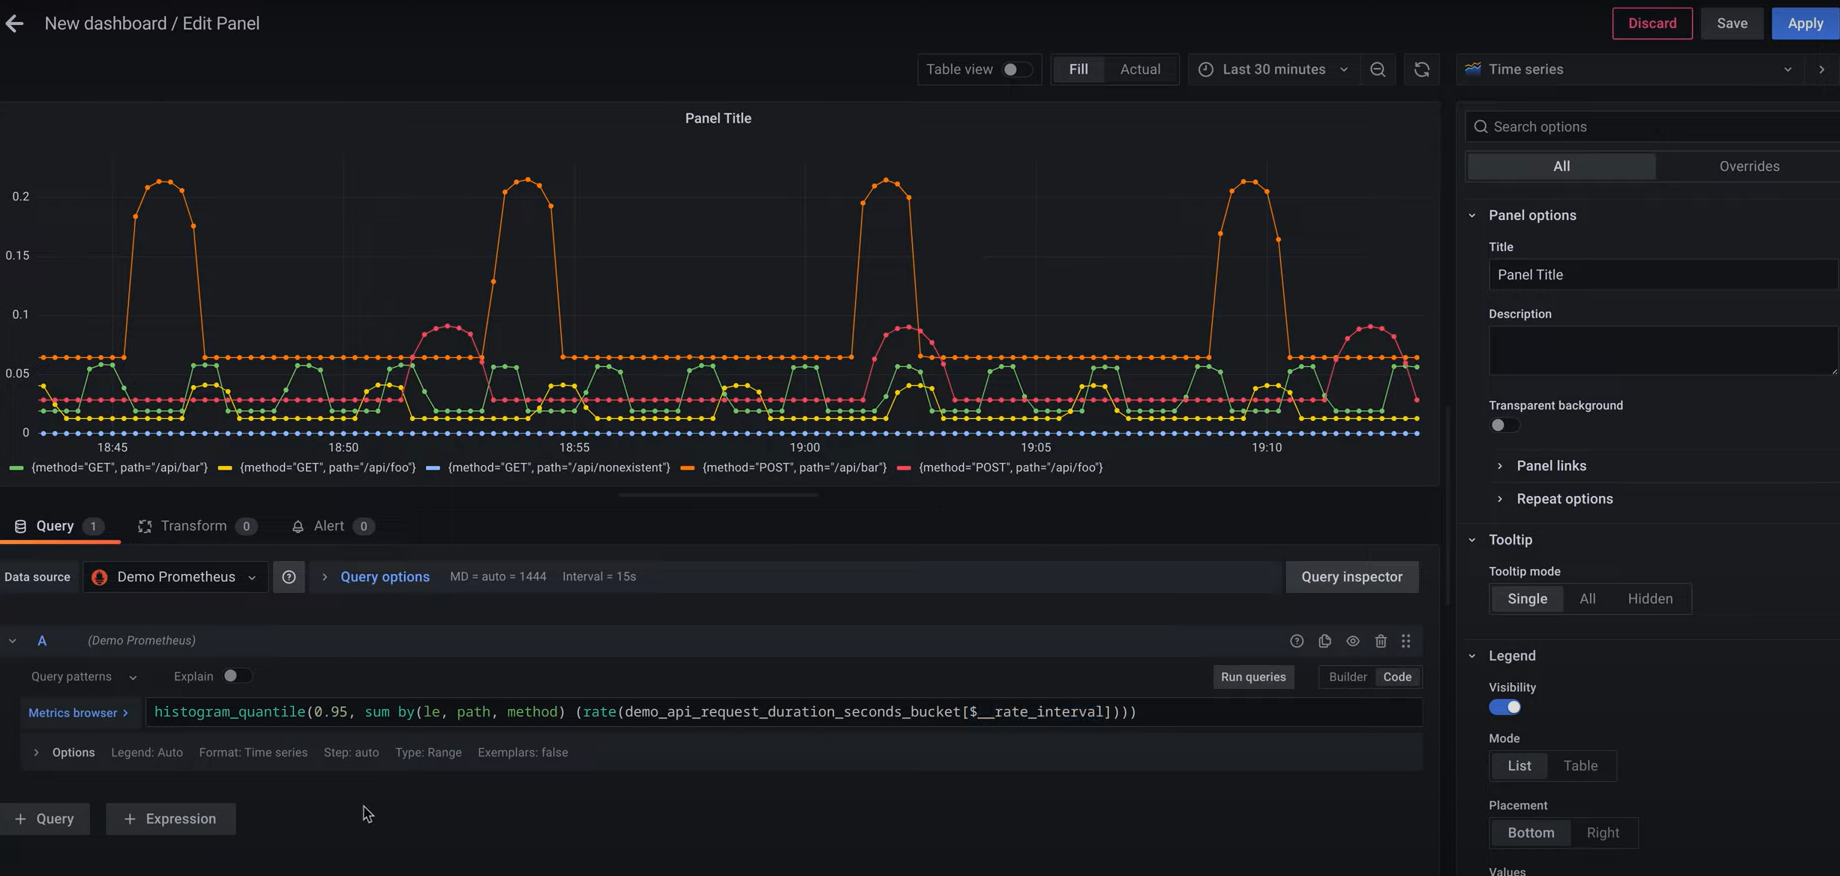 New dashboard / Edit Panel
Discard
Save
Apply
Table view
Fill
Actual
Last 30 minutes
Time series
Panel Title
0.2
0.15
0.1
0.05
0
18:45
18:50
18:55
19:00
19:05
19:10
{method="GET", path="/api/bar"}
{method="GET", path="/api/foo"}
{method="GET", path="/api/nonexistent"}
{method="POST", path="/api/bar"}
{method="POST", path="/api/foo"}
Query 1
Transform 0
Alert 0
Data source
Demo Prometheus
Query options
MD = auto = 1444
Interval = 15s
Query inspector
A
(Demo Prometheus)
Query patterns
Explain
Run queries
Builder
Code
Metrics browser >
histogram_quantile(0.95, sum by(le, path, method) (rate(demo_api_request_duration_seconds_bucket[$__rate_interval])))
Options
Legend: Auto
Format: Time series
Step: auto
Type: Range
Exemplars: false
+ Query
+ Expression
Search options
All
Overrides
Panel options
Title
Panel Title
Description
Transparent background
Panel links
Repeat options
Tooltip
Tooltip mode
Single
All
Hidden
Legend
Visibility
Mode
List
Table
Placement
Bottom
Right
Values